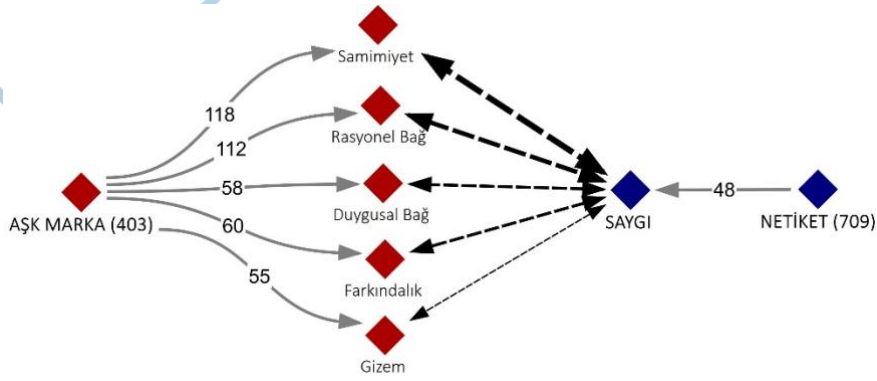 Samimiyet
118
Rasyonel Bağ
112
58
Duygusal Bağ
AŞK MARKA (403)
60
SAYGI
48
NETİKET (709)
Farkındalık
55
Gizem